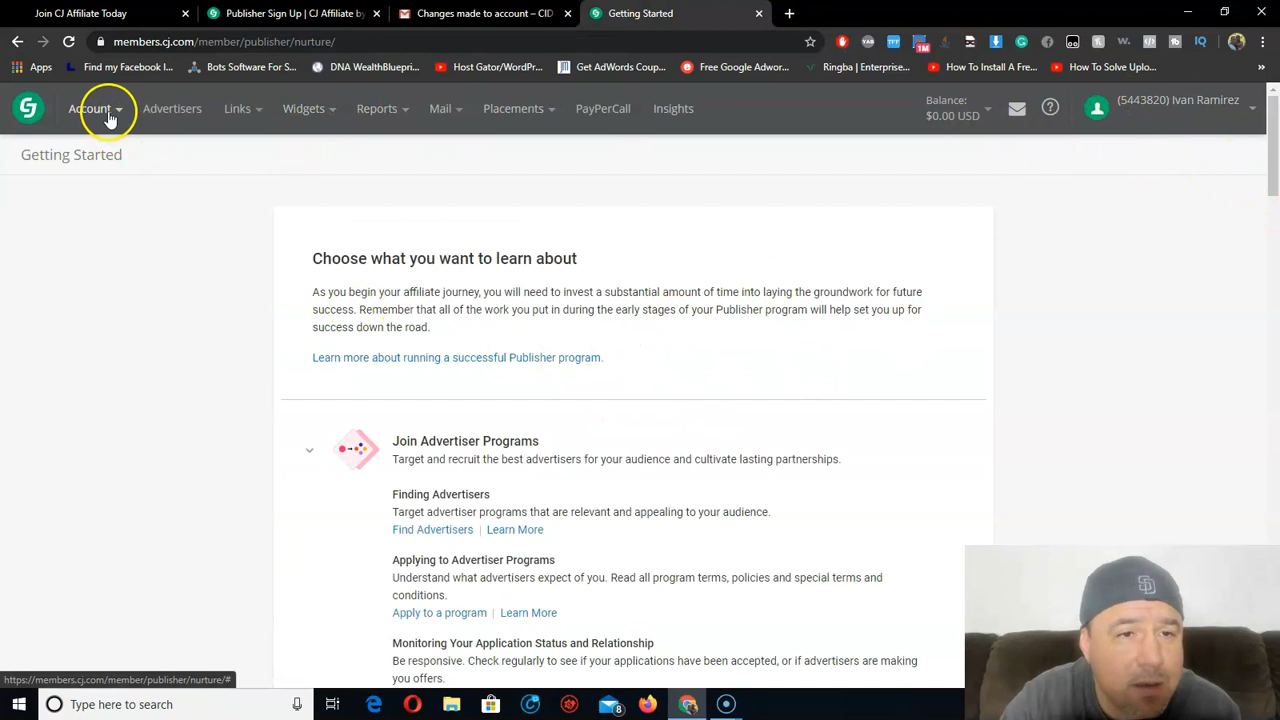 Join CJ Affiliate Today
Publisher Sign Up | CJ Affiliate by
Changes made to account – CID
Getting Started
members.cj.com/member/publisher/nurture/
Apps
Find my Facebook I...
Bots Software For S...
DNA WealthBluepri...
Host Gator/WordPr...
Get AdWords Coup...
Free Google Adwor...
Ringba | Enterprise...
How To Install A Fre...
How To Solve Uplo...
»
Account
Advertisers
Links
Widgets
Reports
Mail
Placements
PayPerCall
Insights
Balance:
$0.00 USD
(5443820) Ivan Ramirez
Getting Started
Choose what you want to learn about
As you begin your affiliate journey, you will need to invest a substantial amount of time into laying the groundwork for future
success. Remember that all of the work you put in during the early stages of your Publisher program will help set you up for
success down the road.
Learn more about running a successful Publisher program.
Join Advertiser Programs
Target and recruit the best advertisers for your audience and cultivate lasting partnerships.
Finding Advertisers
Target advertiser programs that are relevant and appealing to your audience.
Find Advertisers | Learn More
Applying to Advertiser Programs
Understand what advertisers expect of you. Read all program terms, policies and special terms and
conditions.
Apply to a program | Learn More
Monitoring Your Application Status and Relationship
Be responsive. Check regularly to see if your applications have been accepted, or if advertisers are making
you offers.
https://members.cj.com/member/publisher/nurture/#
Type here to search
8